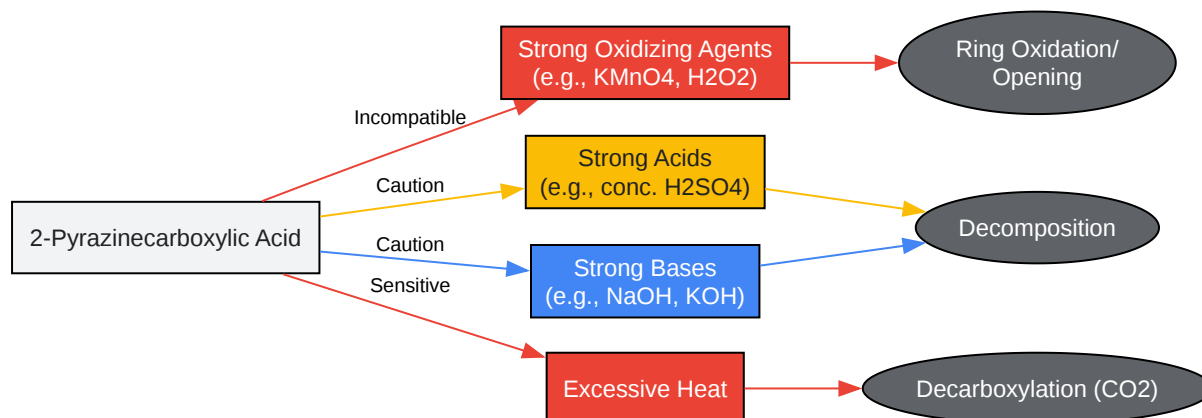 Strong Oxidizing Agents
(e.g., KMnO4, H2O2)
Ring Oxidation/
Opening
Incompatible
Strong Acids
(e.g., conc. H2SO4)
Caution
2-Pyrazinecarboxylic Acid
Decomposition
Caution
Strong Bases
(e.g., NaOH, KOH)
Sensitive
Excessive Heat
Decarboxylation (CO2)